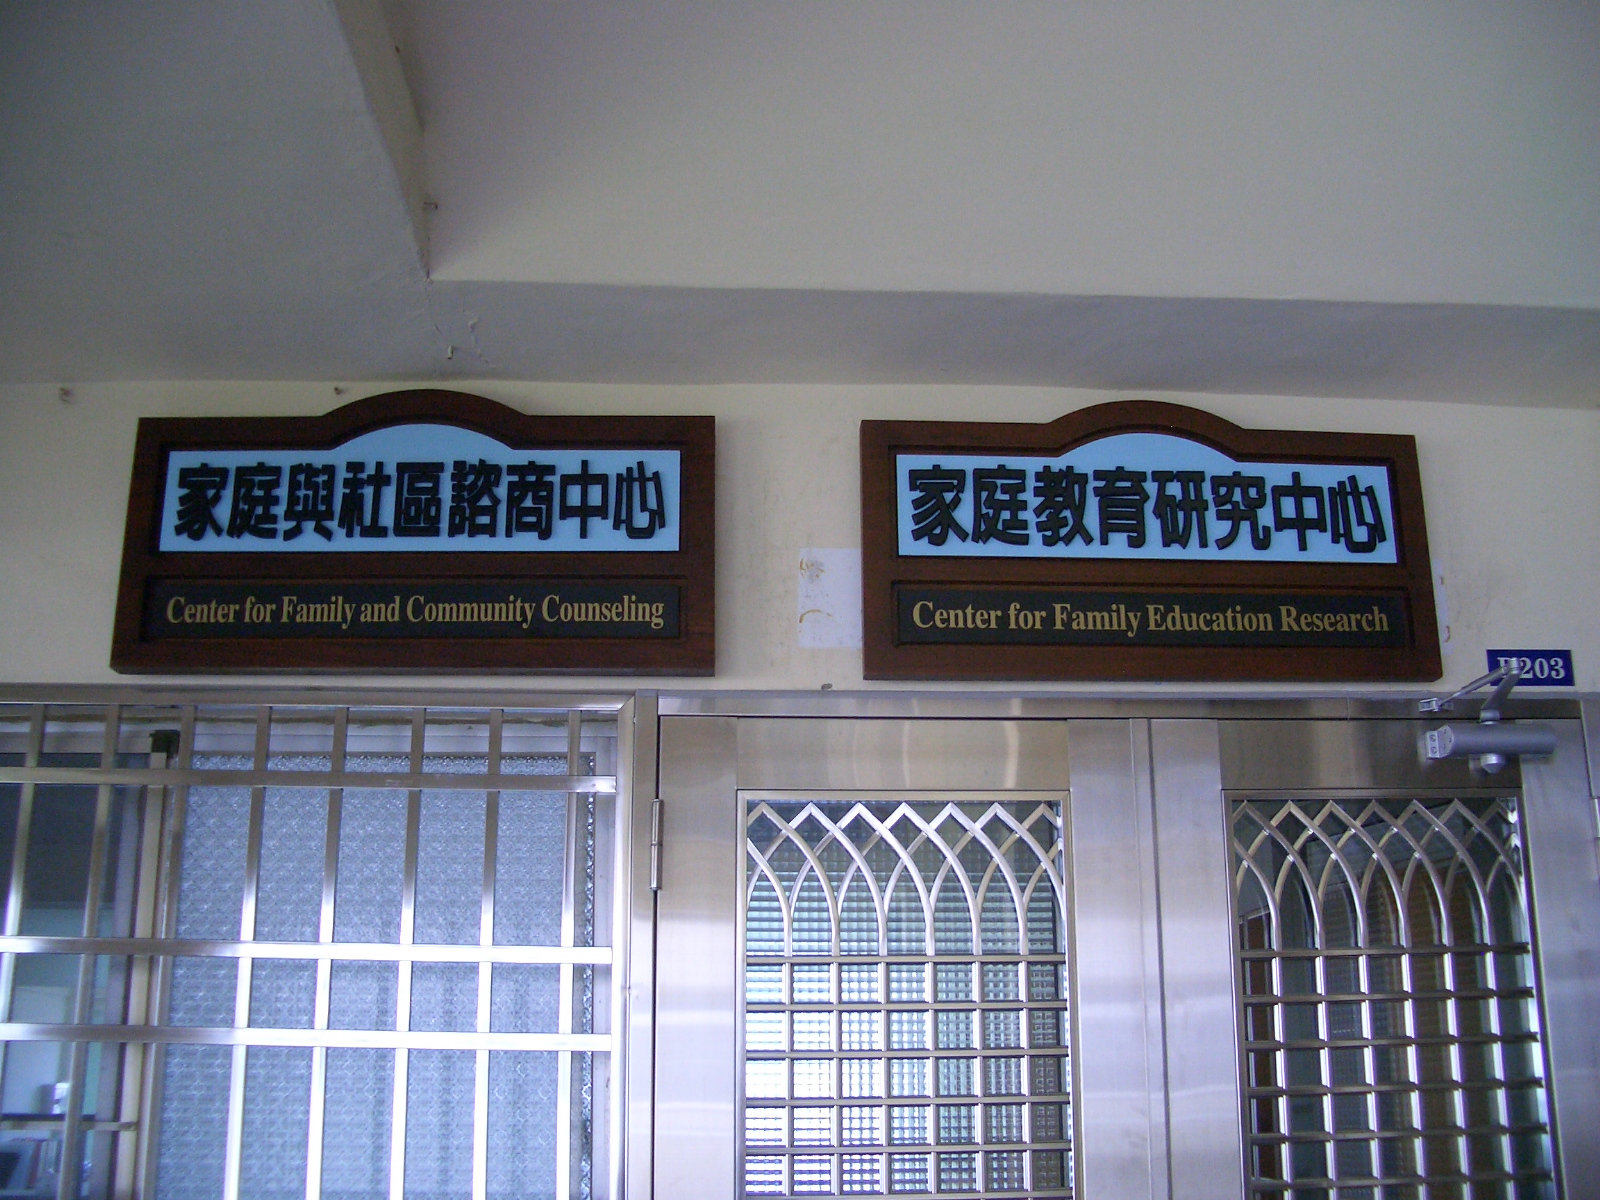 家庭與社區諮商中心
Center for Family and Community Counseling
家庭教育研究中心
Center for Family Education Research
203